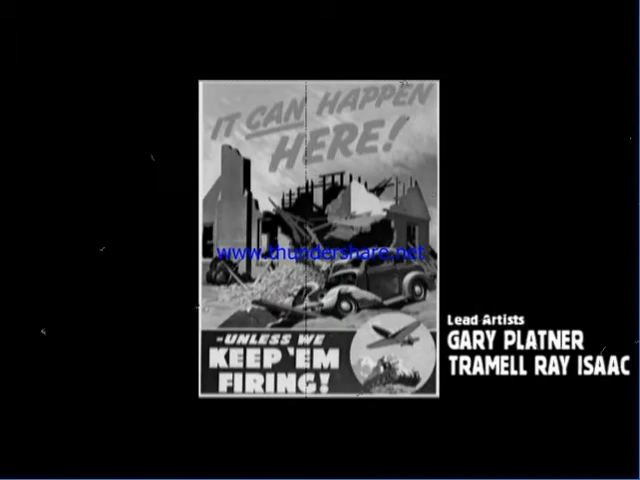 IT CAN HAPPEN
HERE!
www.thundershare.net
-UNLESS WE
KEEP 'EM
FIRING!
Lead Artists
GARY PLATNER
TRAMELL RAY ISAAC